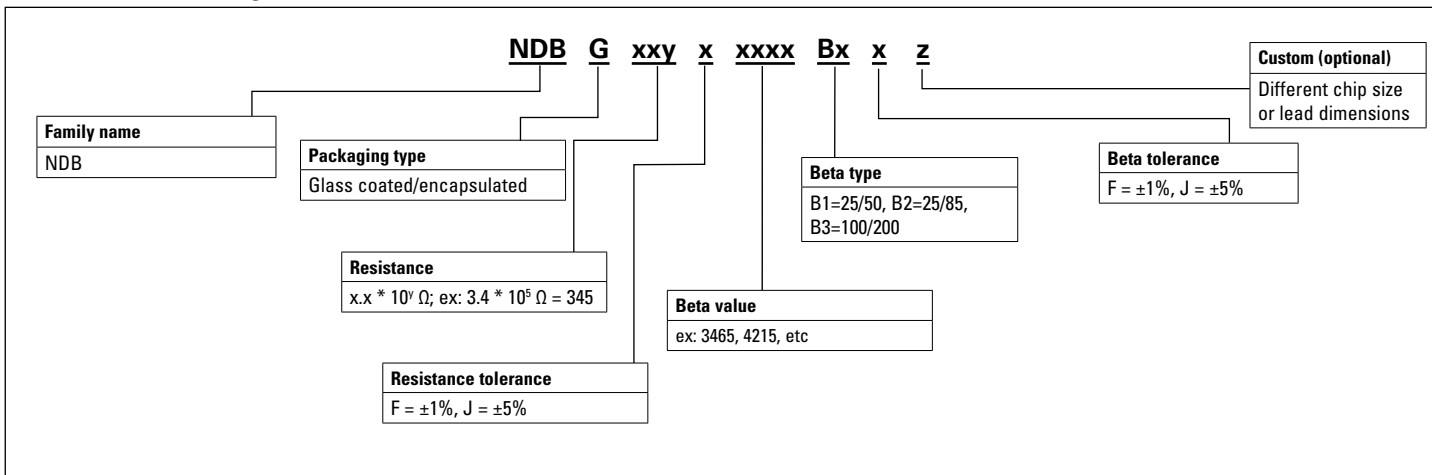 NDB G xxy x xxxx Bx x z
Custom (optional)
Different chip size
or lead dimensions
Family name
NDB
Packaging type
Glass coated/encapsulated
Beta type
B1=25/50, B2=25/85,
B3=100/200
Beta tolerance
F = ±1%, J = ±5%
Resistance
x.x * 10ʸ Ω; ex: 3.4 * 10⁵ Ω = 345
Beta value
ex: 3465, 4215, etc
Resistance tolerance
F = ±1%, J = ±5%